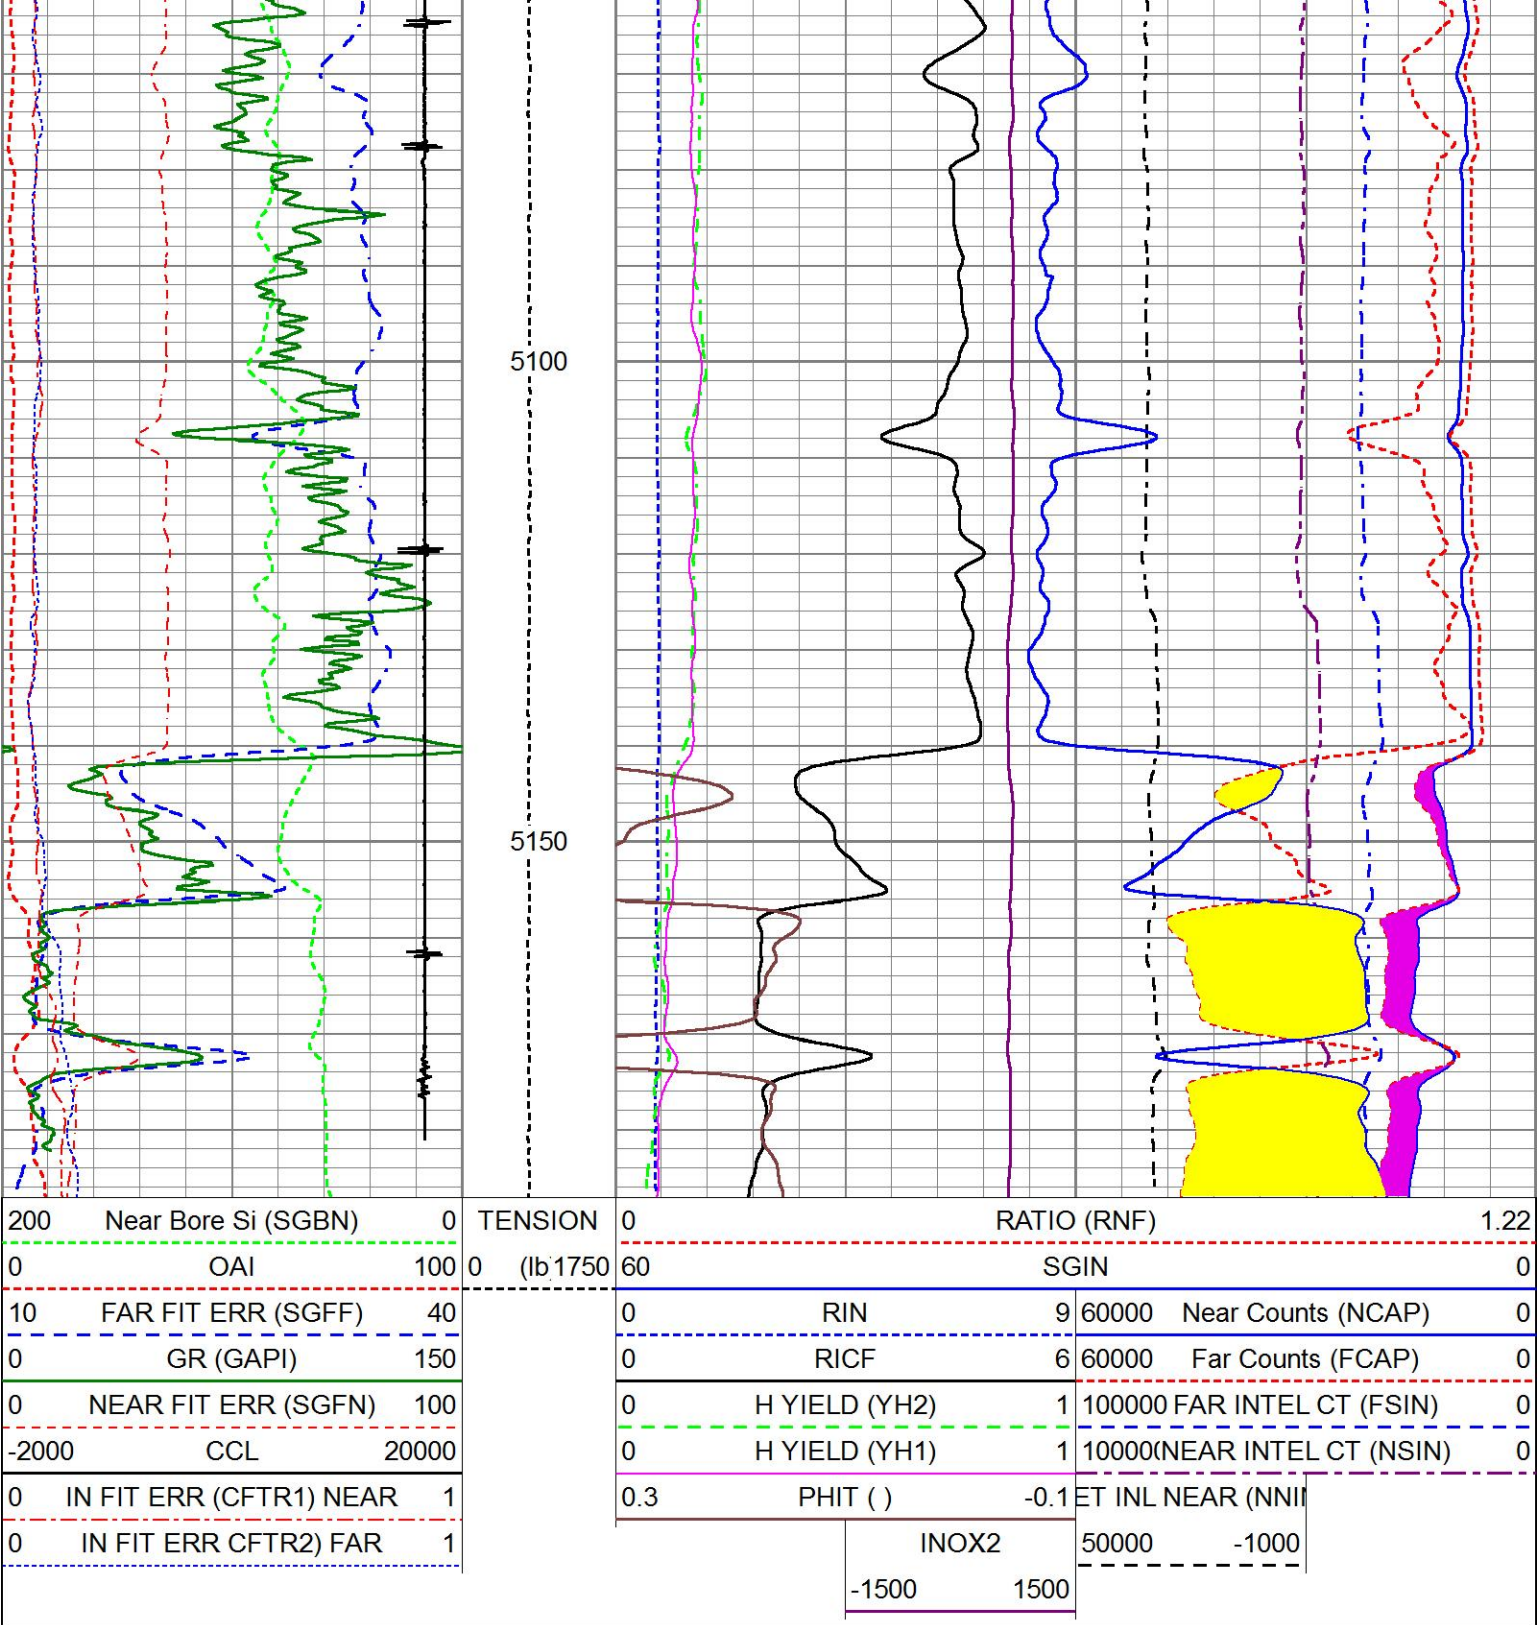 5100
5150
200 Near Bore Si (SGBN) 0 TENSION 0 RATIO (RNF) 1.22
0 OAI 100 0 (lb 1750 60 SGIN 0
10 FAR FIT ERR (SGFF) 40 0 RIN 9 60000 Near Counts (NCAP) 0
0 GR (GAPI) 150 0 RICF 6 60000 Far Counts (FCAP) 0
0 NEAR FIT ERR (SGFN) 100 0 H YIELD (YH2) 1 100000 FAR INTEL CT (FSIN) 0
-2000 CCL 20000 0 H YIELD (YH1) 1 10000 NEAR INTEL CT (NSIN) 0
0 IN FIT ERR (CFTR1) NEAR 1 0.3 PHIT ( ) -0.1 ET INL NEAR (NNI
0 IN FIT ERR CFTR2) FAR 1 INOX2 50000 -1000
-1500 1500